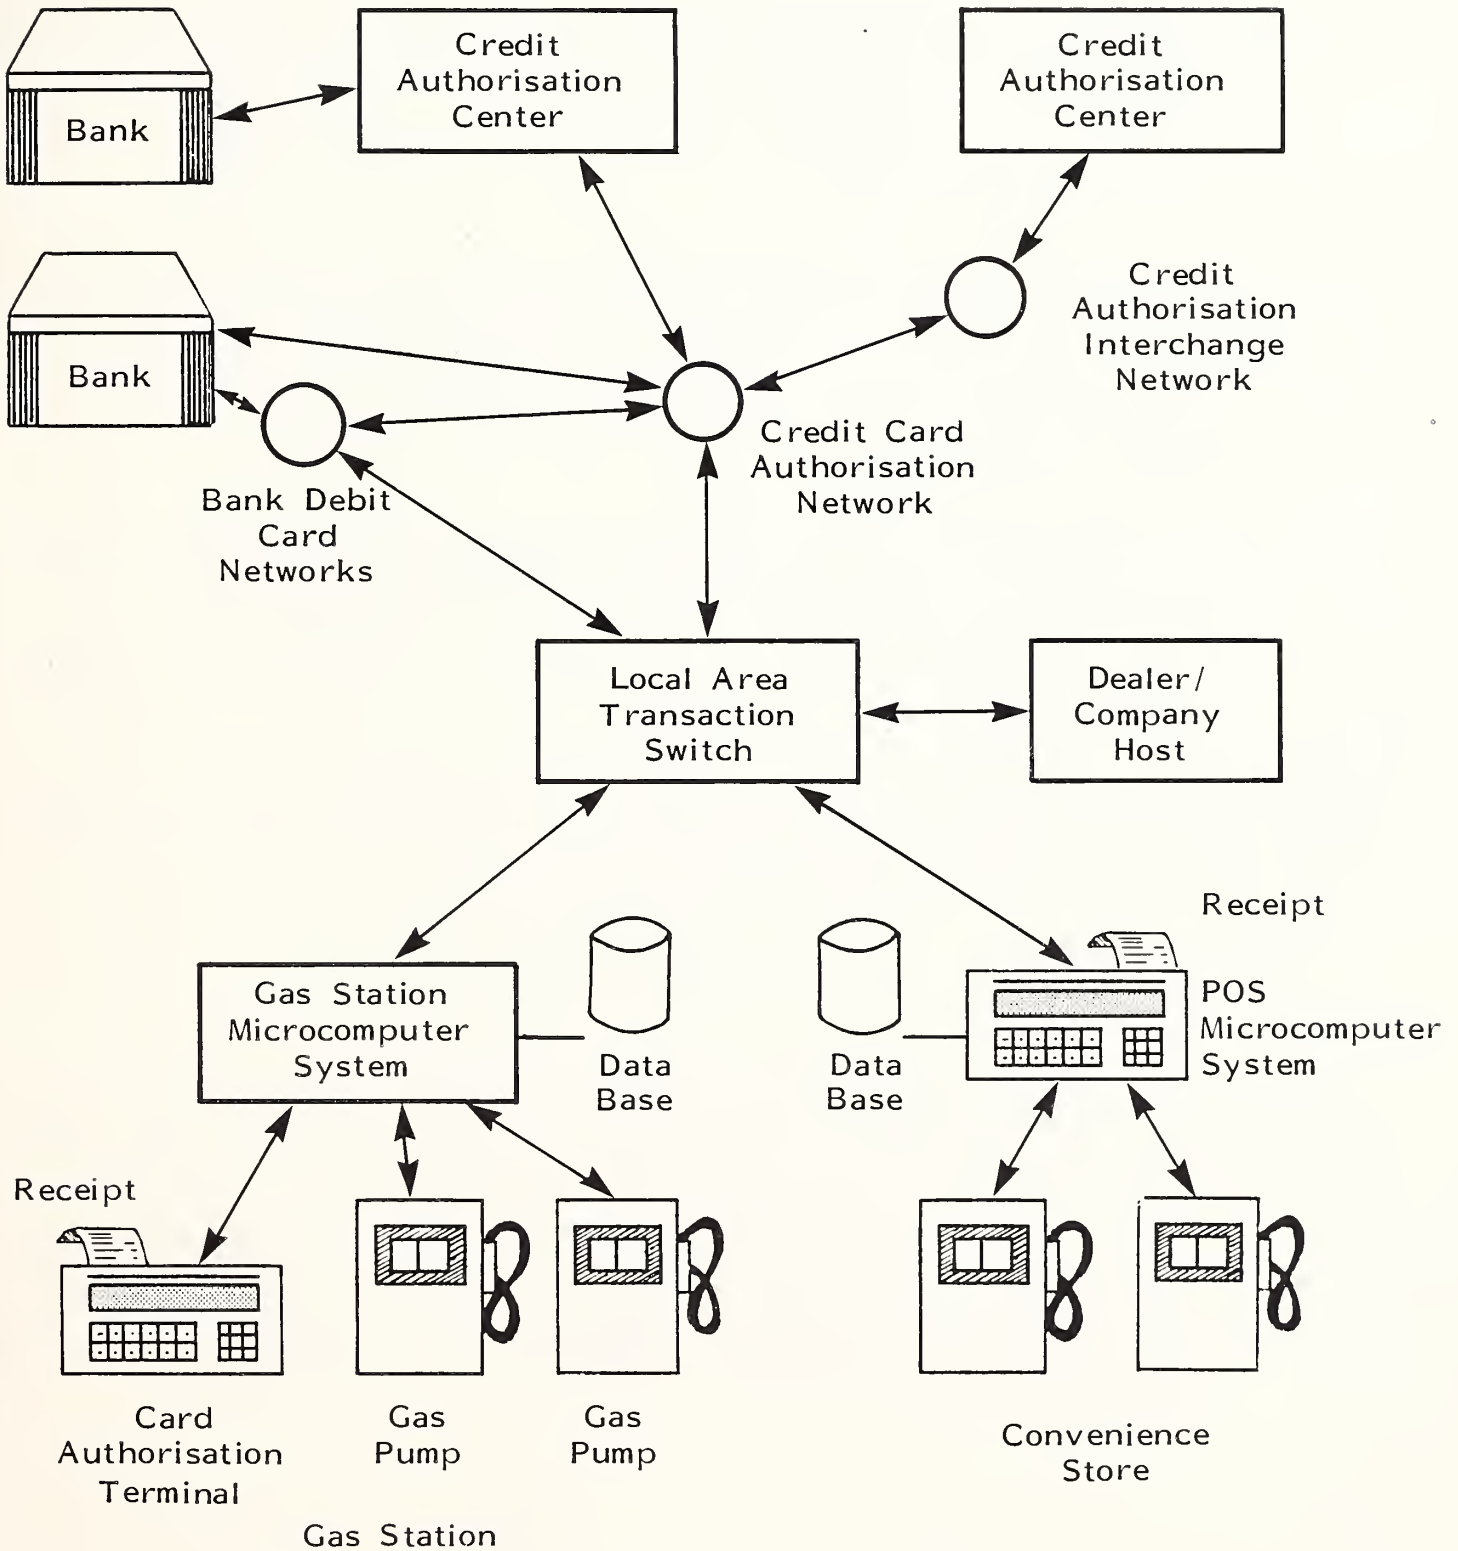 Bank
Credit
Authorisation
Center
Credit
Authorisation
Center
Bank
Credit
Authorisation
Interchange
Network
Credit Card
Authorisation
Network
Bank Debit
Card
Networks
Local Area
Transaction
Switch
Dealer/
Company
Host
Receipt
Gas Station
Microcomputer
System
Data
Base
Data
Base
POS
Microcomputer
System
Receipt
Card
Authorisation
Terminal
Gas
Pump
Gas
Pump
Convenience
Store
Gas Station